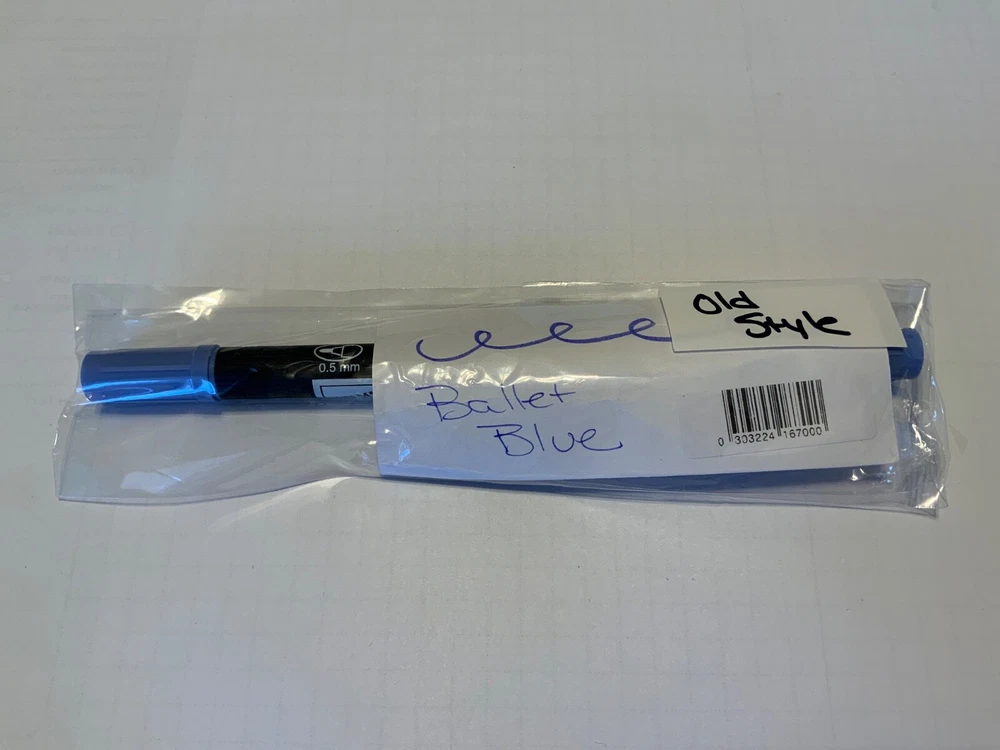 Old
Style
0.5 mm
Ballet
Blue
0 303224 167000